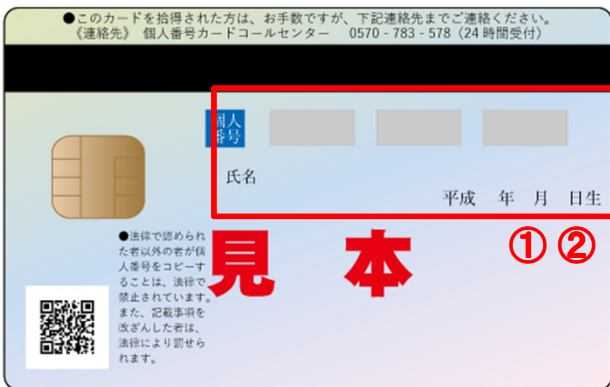 ●このカードを拾得された方は、お手数ですが、下記連絡先までご連絡ください。
《連絡先》 個人番号カードコールセンター 0570 - 783 - 578（24 時間受付）
個人
番号
氏名
平成 年 月 日生
●法律で認められ
た者以外の者が個
人番号をコピーす
ることは、法律で
禁止されています。
また、記載事項を
改ざんした者は、
法律により罰せら
れます。
見 本
① ②